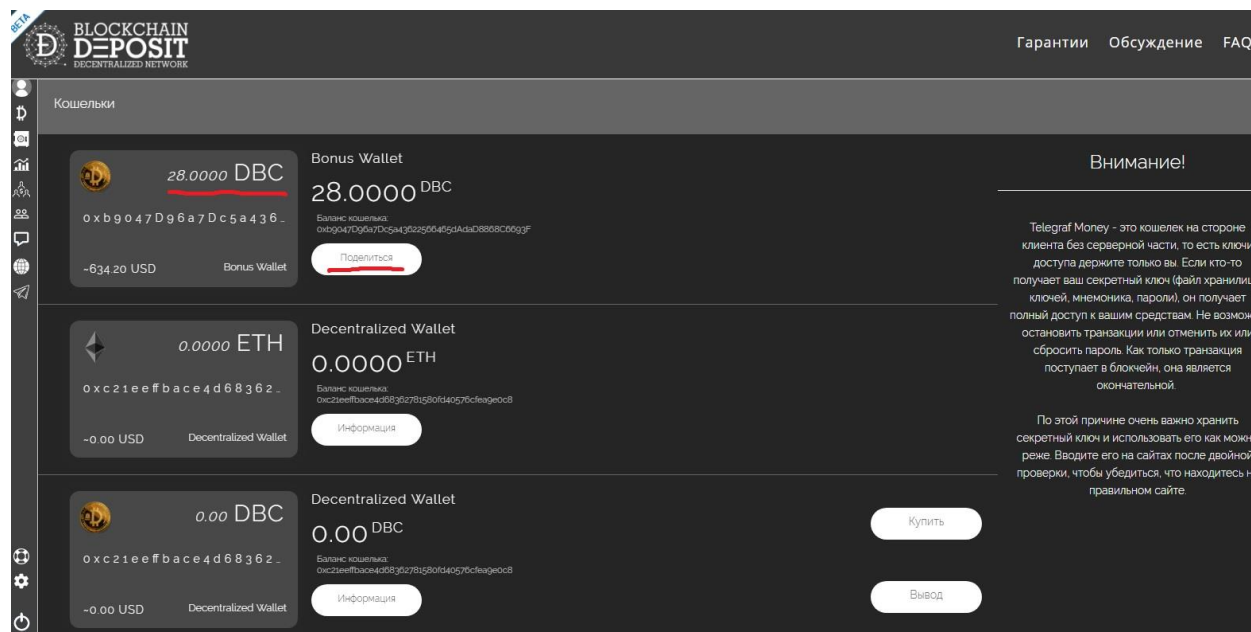 BETA
BLOCKCHAIN
DEPOSIT
DECENTRALIZED NETWORK
Гарантии Обсуждение FAQ
Кошельки
28.0000 DBC
0xb9047D96a7Dc5a436..
~634.20 USD Bonus Wallet
Bonus Wallet
28.0000 DBC
Баланс кошелька:
0xb9047D96a7Dc5a43622566465dAdaD8868C6693F
Поделиться
0.0000 ETH
0xc21eeffbace4d68362..
~0.00 USD Decentralized Wallet
Decentralized Wallet
0.0000 ETH
Баланс кошелька:
0xc21eeffbace4d68362781580fd40576cfea9e0c8
Информация
0.00 DBC
0xc21eeffbace4d68362..
~0.00 USD Decentralized Wallet
Decentralized Wallet
0.00 DBC
Баланс кошелька:
0xc21eeffbace4d68362781580fd40576cfea9e0c8
Информация
Купить
Вывод
Внимание!
Telegraf Money - это кошелек на стороне
клиента без серверной части, то есть ключи
доступа держите только вы. Если кто-то
получает ваш секретный ключ (файл хранилищ
ключей, мнемоника, пароли), он получает
полный доступ к вашим средствам. Не возмож
остановить транзакции или отменить их или
сбросить пароль. Как только транзакция
поступает в блокчейн, она является
окончательной.
По этой причине очень важно хранить
секретный ключ и использовать его как можн
реже. Вводите его на сайтах после двойной
проверки, чтобы убедиться, что находитесь н
правильном сайте.